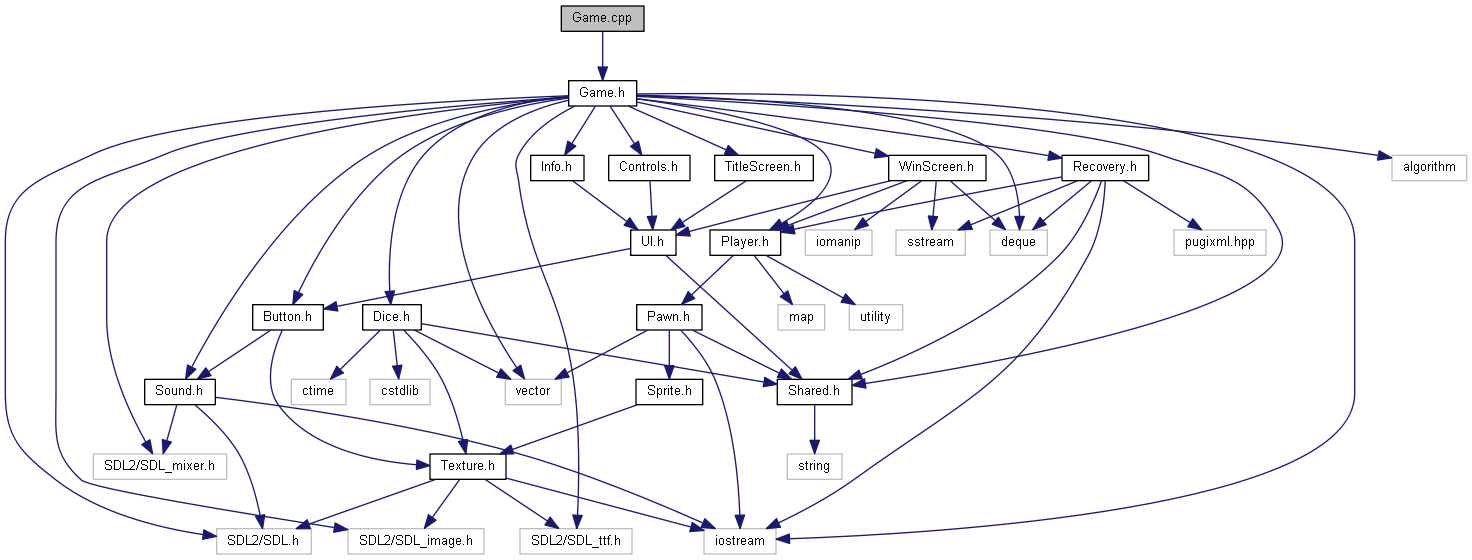 Game.cpp
Game.h
Info.h
Controls.h
TitleScreen.h
WinScreen.h
Recovery.h
algorithm
UI.h
Player.h
iomanip
sstream
deque
pugixml.hpp
Button.h
Dice.h
Pawn.h
map
utility
Sound.h
ctime
cstdlib
vector
Sprite.h
Shared.h
SDL2/SDL_mixer.h
Texture.h
string
SDL2/SDL.h
SDL2/SDL_image.h
SDL2/SDL_ttf.h
iostream